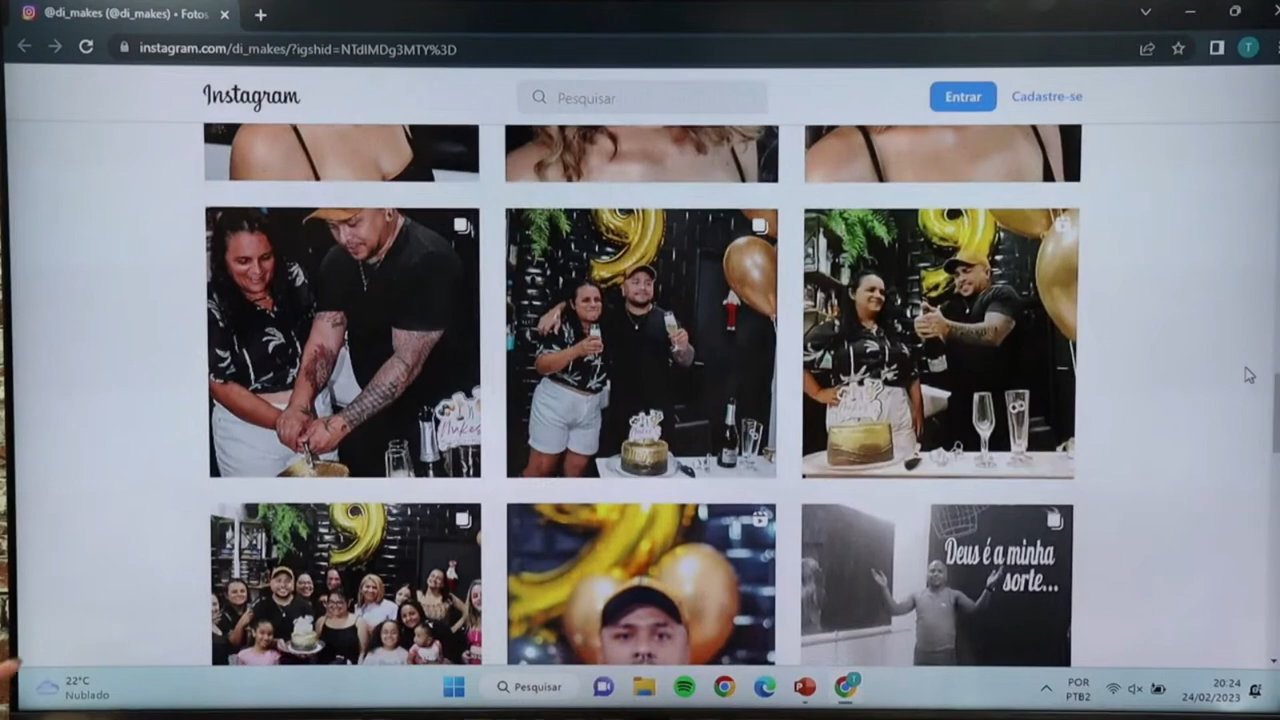 @di_makes (@di_makes) • Fotos
instagram.com/di_makes/?igshid=NTdlMDg3MTY%3D
T
Instagram
Pesquisar
Entrar
Cadastre-se
Makes
Deus é a minha
sorte...
22°C
Nublado
Pesquisar
POR
PTB2
20:24
24/02/2023